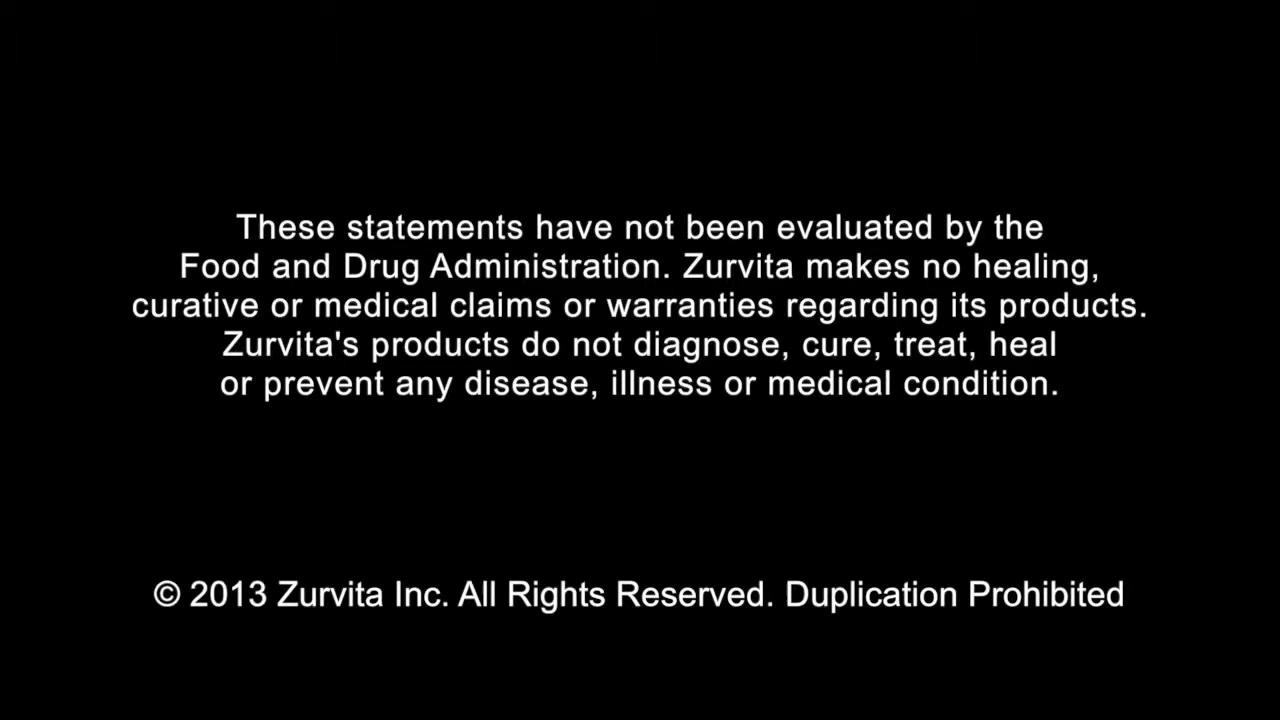 These statements have not been evaluated by the
Food and Drug Administration. Zurvita makes no healing,
curative or medical claims or warranties regarding its products.
Zurvita's products do not diagnose, cure, treat, heal
or prevent any disease, illness or medical condition.
© 2013 Zurvita Inc. All Rights Reserved. Duplication Prohibited